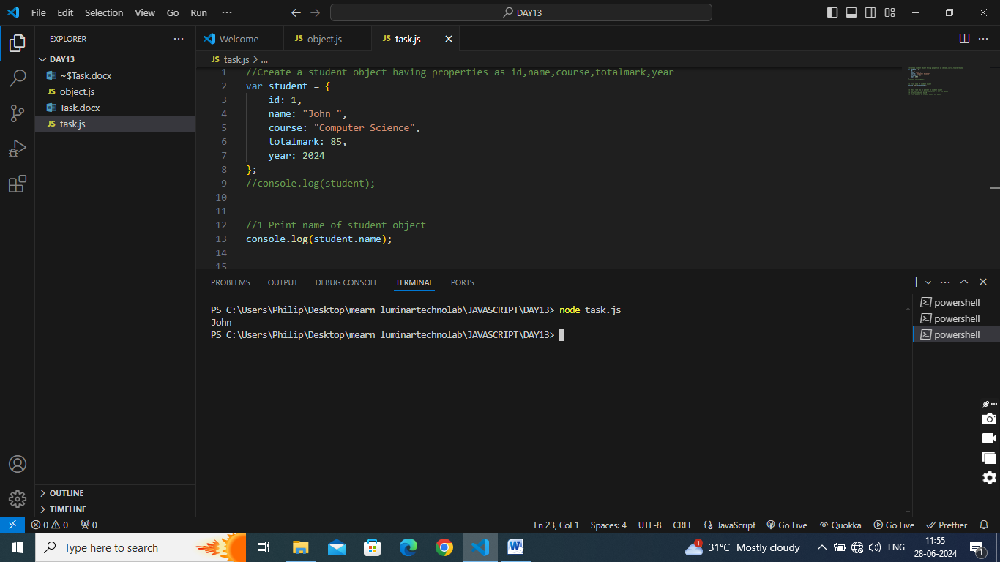 File Edit Selection View Go Run ··· DAY13
EXPLORER ···
DAY13
~$Task.docx
JS object.js
Task.docx
JS task.js
OUTLINE
TIMELINE
Welcome JS object.js JS task.js
JS task.js > ...
1 //Create a student object having properties as id,name,course,totalmark,year
2 var student = {
3 id: 1,
4 name: "John ",
5 course: "Computer Science",
6 totalmark: 85,
7 year: 2024
8 };
9 //console.log(student);
10
11
12 //1 Print name of student object
13 console.log(student.name);
14
15
PROBLEMS OUTPUT DEBUG CONSOLE TERMINAL PORTS
PS C:\Users\Philip\Desktop\mearn luminartechnolab\JAVASCRIPT\DAY13> node task.js
John
PS C:\Users\Philip\Desktop\mearn luminartechnolab\JAVASCRIPT\DAY13>
powershell
powershell
powershell
0 0 0 Ln 23, Col 1 Spaces: 4 UTF-8 CRLF {} JavaScript Go Live Quokka Go Live Prettier
Type here to search 1 31°C Mostly cloudy ENG 11:55
28-06-2024 1